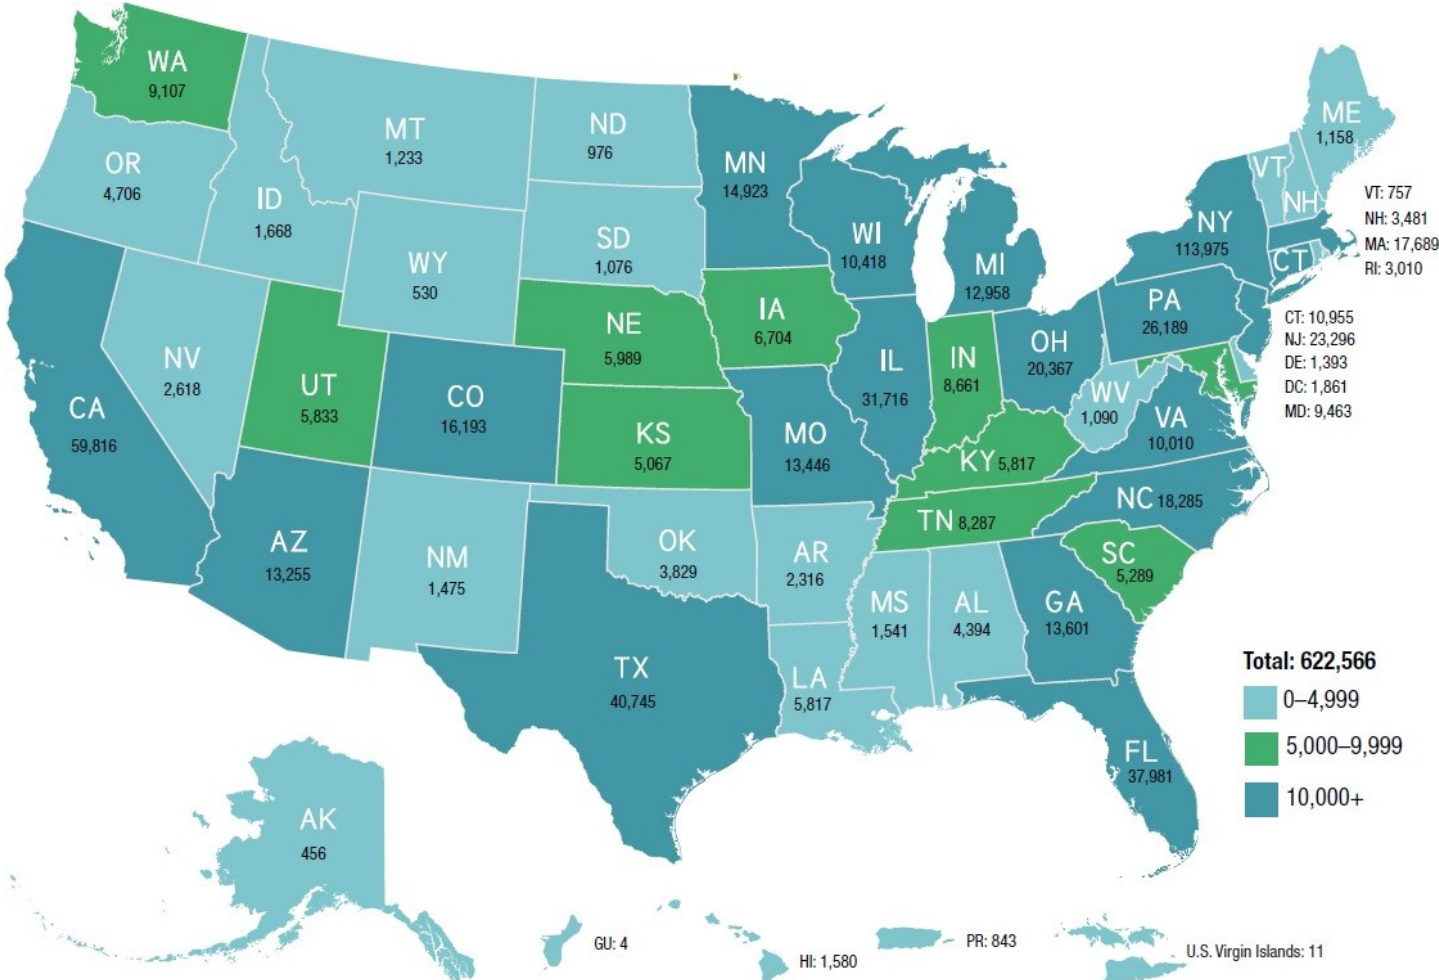 WA
9,107
OR
4,706
ID
1,668
MT
1,233
ND
976
MN
14,923
WI
10,418
MI
12,958
ME
1,158
VT
NH
VT: 757
NH: 3,481
MA: 17,689
RI: 3,010
NY
113,975
CT
SD
1,076
WY
530
NE
5,989
IA
6,704
IL
31,716
IN
8,661
OH
20,367
PA
26,189
CT: 10,955
NJ: 23,296
DE: 1,393
DC: 1,861
MD: 9,463
NV
2,618
UT
5,833
CO
16,193
CA
59,816
KS
5,067
MO
13,446
KY 5,817
WV
1,090
VA
10,010
NC 18,285
TN 8,287
SC
5,289
AZ
13,255
NM
1,475
OK
3,829
AR
2,316
MS
1,541
AL
4,394
GA
13,601
TX
40,745
LA
5,817
FL
37,981
Total: 622,566
0–4,999
5,000–9,999
10,000+
AK
456
GU: 4
HI: 1,580
PR: 843
U.S. Virgin Islands: 11